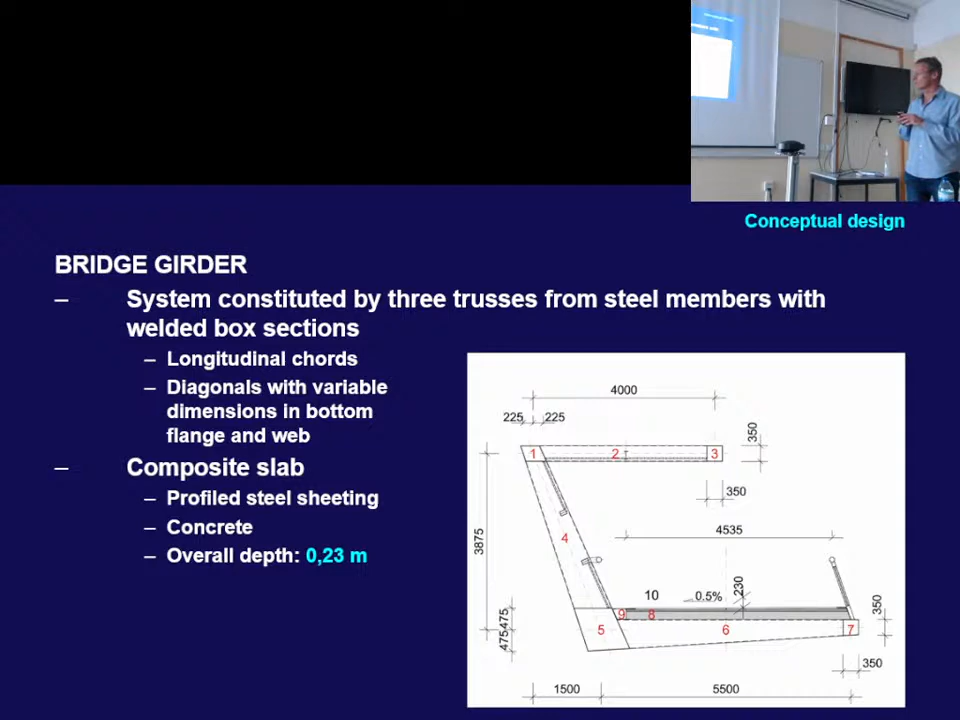 Conceptual design
BRIDGE GIRDER
– System constituted by three trusses from steel members with
welded box sections
– Longitudinal chords
– Diagonals with variable
dimensions in bottom
flange and web
– Composite slab
– Profiled steel sheeting
– Concrete
– Overall depth: 0,23 m
4000
225 225
350
1 2 3
350
3875
4
4535
10 0.5% 230
9 8
475
475
5 6 7
350
350
1500 5500